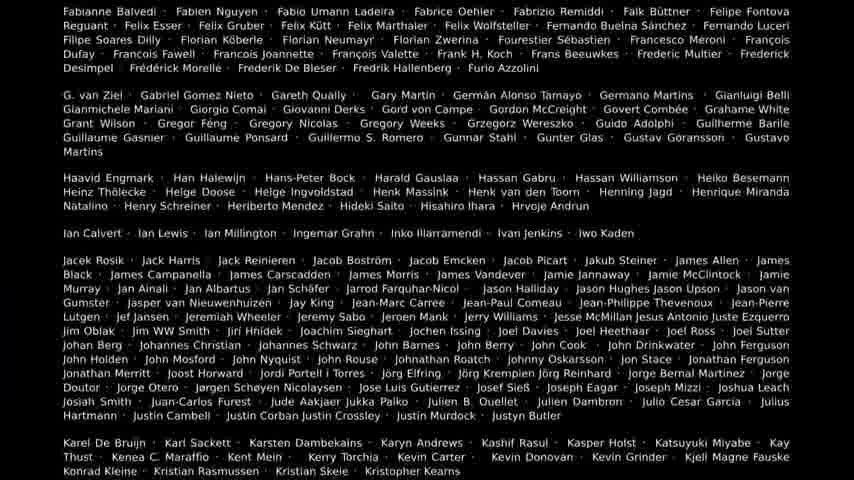 Fabianne Balvedi · Fabien Nguyen · Fabio Umann Ladeira · Fabrice Oehler · Fabrizio Remiddi · Falk Büttner · Felipe Fontova
Reguant · Felix Esser · Felix Gruber · Felix Kütt · Felix Marthaler · Felix Wolfsteller · Fernando Buelna Sánchez · Fernando Luceri
Filipe Soares Dilly · Florian Köberle · Florian Neumayr · Florian Zwerina · Fourestier Sébastien · Francesco Meroni · François
Dufay · Francois Fawell · Francois Joannette · François Valette · Frank H. Koch · Frans Beeuwkes · Frederic Multier · Frederick
Desimpel · Frédérick Morelle · Frederik De Bleser · Fredrik Hallenberg · Furio Azzolini
G. van Ziel · Gabriel Gomez Nieto · Gareth Qually · Gary Martin · Germán Alonso Tamayo · Germano Martins · Gianluigi Belli
Gianmichele Mariani · Giorgio Comai · Giovanni Derks · Gord von Campe · Gordon McCreight · Govert Combée · Grahame White
Grant Wilson · Gregor Féng · Gregory Nicolas · Gregory Weeks · Grzegorz Wereszko · Guido Adolphi · Guilherme Barile
Guillaume Gasnier · Guillaume Ponsard · Guillermo S. Romero · Gunnar Stahl · Gunter Glas · Gustav Göransson · Gustavo
Martins
Haavid Engmark · Han Halewijn · Hans-Peter Bock · Harald Gauslaa · Hassan Gabru · Hassan Williamson · Heiko Besemann
Heinz Thölecke · Helge Doose · Helge Ingvoldstad · Henk Massink · Henk van den Toorn · Henning Jagd · Henrique Miranda
Natalino · Henry Schreiner · Heriberto Mendez · Hideki Saito · Hisahiro Ihara · Hrvoje Andrun
Ian Calvert · Ian Lewis · Ian Millington · Ingemar Grahn · Inko Illarramendi · Ivan Jenkins · Iwo Kaden
Jacek Rosik · Jack Harris · Jack Reinieren · Jacob Boström · Jacob Emcken · Jacob Picart · Jakub Steiner · James Allen · James
Black · James Campanella · James Carscadden · James Morris · James Vandever · Jamie Jannaway · Jamie McClintock · Jamie
Murray · Jan Ainali · Jan Albartus · Jan Schäfer · Jarrod Farquhar-Nicol · Jason Halliday · Jason Hughes Jason Upson · Jason van
Gumster · Jasper van Nieuwenhuizen · Jay King · Jean-Marc Carree · Jean-Paul Comeau · Jean-Philippe Thevenoux · Jean-Pierre
Lutgen · Jef Jansen · Jeremiah Wheeler · Jeremy Sabo · Jeroen Mank · Jerry Williams · Jesse McMillan Jesus Antonio Juste Ezquerro
Jim Oblak · Jim WW Smith · Jiří Hnídek · Joachim Sieghart · Jochen Issing · Joel Davies · Joel Heethaar · Joel Ross · Joel Sutter
Johan Berg · Johannes Christian · Johannes Schwarz · John Barnes · John Berry · John Cook · John Drinkwater · John Ferguson
John Holden · John Mosford · John Nyquist · John Rouse · Johnathan Roatch · Johnny Oskarsson · Jon Stace · Jonathan Ferguson
Jonathan Merritt · Joost Horward · Jordi Portell i Torres · Jörg Elfring · Jörg Krempien Jörg Reinhard · Jorge Bernal Martinez · Jorge
Doutor · Jorge Otero · Jørgen Schøyen Nicolaysen · Jose Luis Gutierrez · Josef Sieß · Joseph Eagar · Joseph Mizzi · Joshua Leach
Josiah Smith · Juan-Carlos Furest · Jude Aakjaer Jukka Palko · Julien B. Ouellet · Julien Dambron · Julio Cesar Garcia · Julius
Hartmann · Justin Cambell · Justin Corban Justin Crossley · Justin Murdock · Justyn Butler
Karel De Bruijn · Karl Sackett · Karsten Dambekalns · Karyn Andrews · Kashif Rasul · Kasper Holst · Katsuyuki Miyabe · Kay
Thust · Kenea C. Maraffio · Kent Mein · Kerry Torchia · Kevin Carter · Kevin Donovan · Kevin Grinder · Kjell Magne Fauske
Konrad Kleine · Kristian Rasmussen · Kristian Skeie · Kristopher Kearns